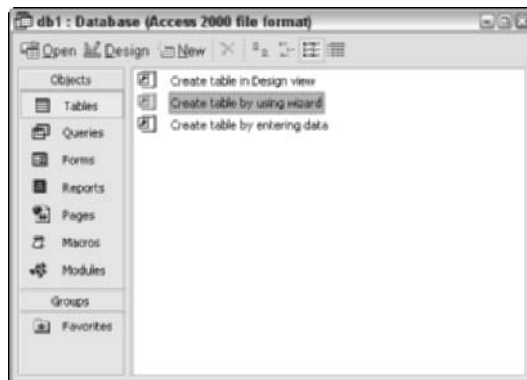 db1 : Database (Access 2000 file format)
Open Design New
Objects
Tables
Queries
Forms
Reports
Pages
Macros
Modules
Groups
Favorites
Create table in Design view
Create table by using wizard
Create table by entering data